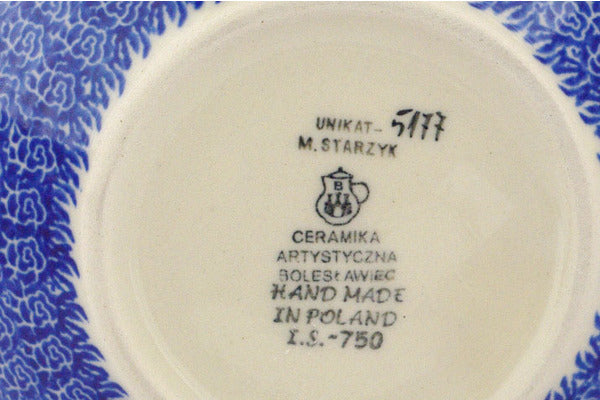 UNIKAT- 5177
M. STARZYK
B
CERAMIKA
ARTYSTYCZNA
BOLESŁAWIEC
HAND MADE
IN POLAND
I.S.-750